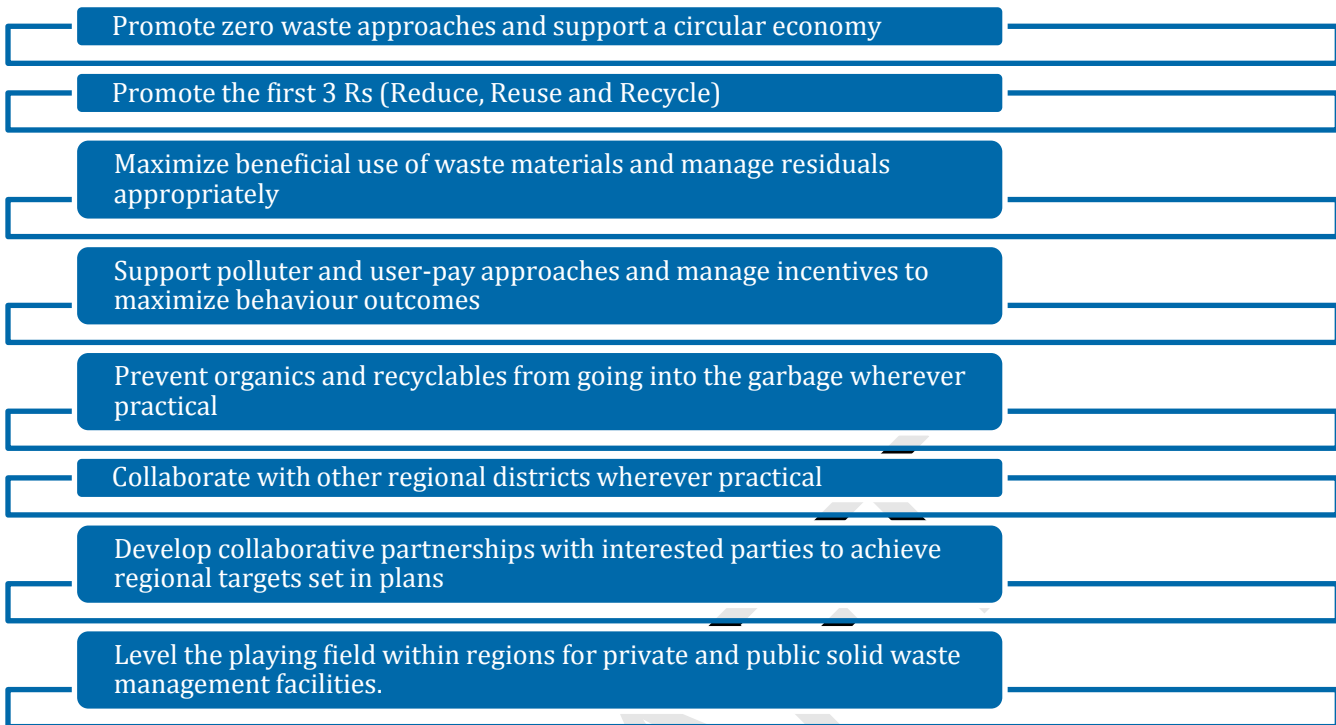 Promote zero waste approaches and support a circular economy
Promote the first 3 Rs (Reduce, Reuse and Recycle)
Maximize beneficial use of waste materials and manage residuals
appropriately
Support polluter and user-pay approaches and manage incentives to
maximize behaviour outcomes
Prevent organics and recyclables from going into the garbage wherever
practical
Collaborate with other regional districts wherever practical
Develop collaborative partnerships with interested parties to achieve
regional targets set in plans
Level the playing field within regions for private and public solid waste
management facilities.